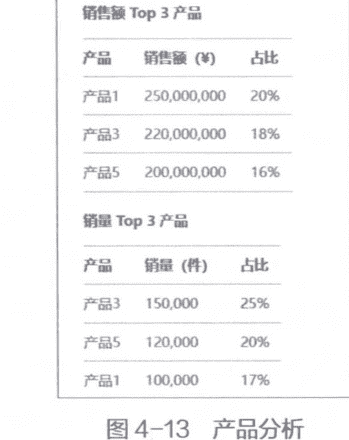 销售额 Top 3 产品
产品 销售额 (¥) 占比
产品1 250,000,000 20%
产品3 220,000,000 18%
产品5 200,000,000 16%
销量 Top 3 产品
产品 销量 (件) 占比
产品3 150,000 25%
产品5 120,000 20%
产品1 100,000 17%
图 4-13 产品分析